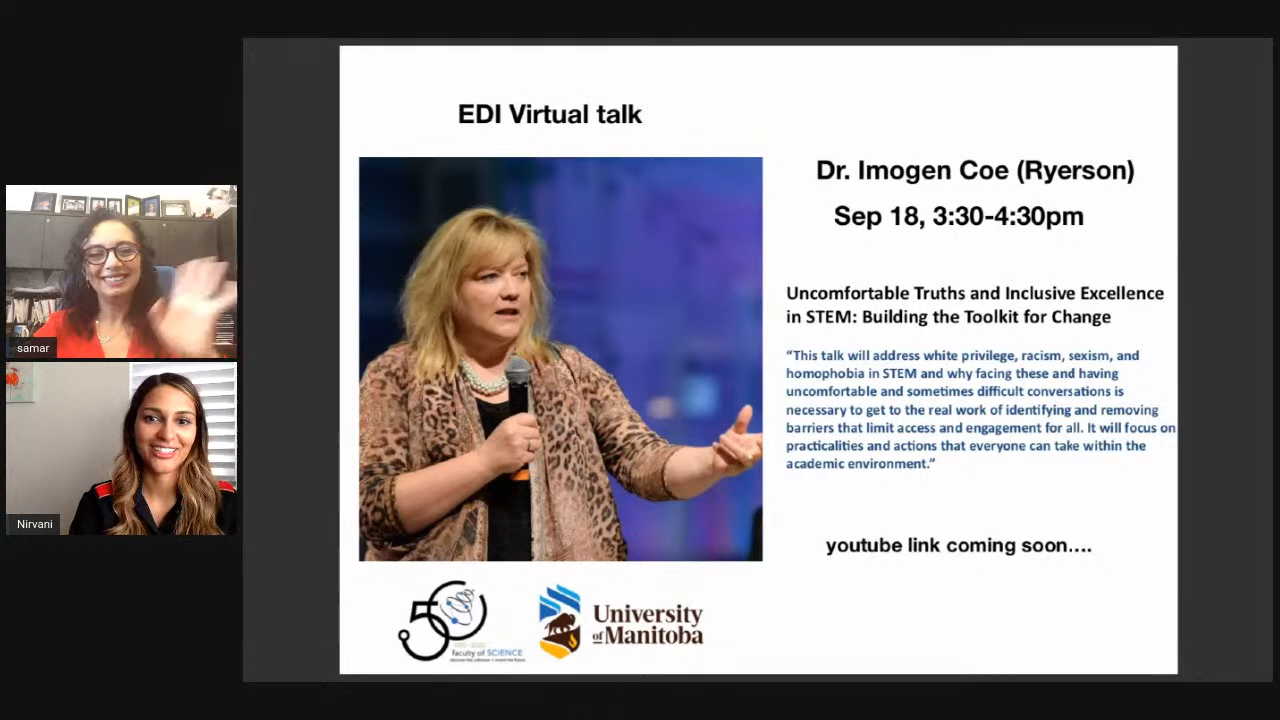 EDI Virtual talk
Dr. Imogen Coe (Ryerson)
Sep 18, 3:30-4:30pm
Uncomfortable Truths and Inclusive Excellence
in STEM: Building the Toolkit for Change
“This talk will address white privilege, racism, sexism, and
homophobia in STEM and why facing these and having
uncomfortable and sometimes difficult conversations is
necessary to get to the real work of identifying and removing
barriers that limit access and engagement for all. It will focus on
practicalities and actions that everyone can take within the
academic environment.”
youtube link coming soon....
samar
Nirvani
50
faculty of SCIENCE
University
of Manitoba